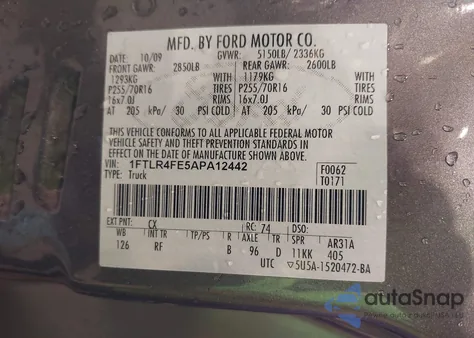 MFD. BY FORD MOTOR CO.
DATE: 10/09 GVWR: 5150LB/ 2336KG
FRONT GAWR: 2850LB REAR GAWR: 2600LB
1293KG WITH 1179KG WITH
P255/70R16 TIRES P255/70R16 TIRES
16x7.0J RIMS 16x7.0J RIMS
AT 205 kPa/ 30 PSI COLD AT 205 kPa/ 30 PSI COLD
THIS VEHICLE CONFORMS TO ALL APPLICABLE FEDERAL MOTOR
VEHICLE SAFETY AND THEFT PREVENTION STANDARDS
IN EFFECT ON THE DATE OF MANUFACTURE SHOWN ABOVE.
VIN: 1FTLR4FE5APA12442 F0062
TYPE: Truck T0171
EXT PNT: CX RC: 74 DSO:
WB INT TR TP/PS R AXLE TR SPR AR31A
126 RF B 96 D 11KK 405
UTC ▽5U5A-1520472-BA
autoSnap